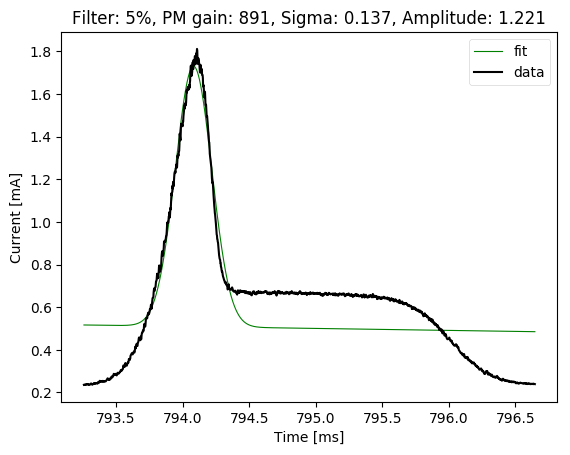 Filter: 5%, PM gain: 891, Sigma: 0.137, Amplitude: 1.221
fit
data
Current [mA]
1.8
1.6
1.4
1.2
1.0
0.8
0.6
0.4
0.2
793.5 794.0 794.5 795.0 795.5 796.0 796.5
Time [ms]